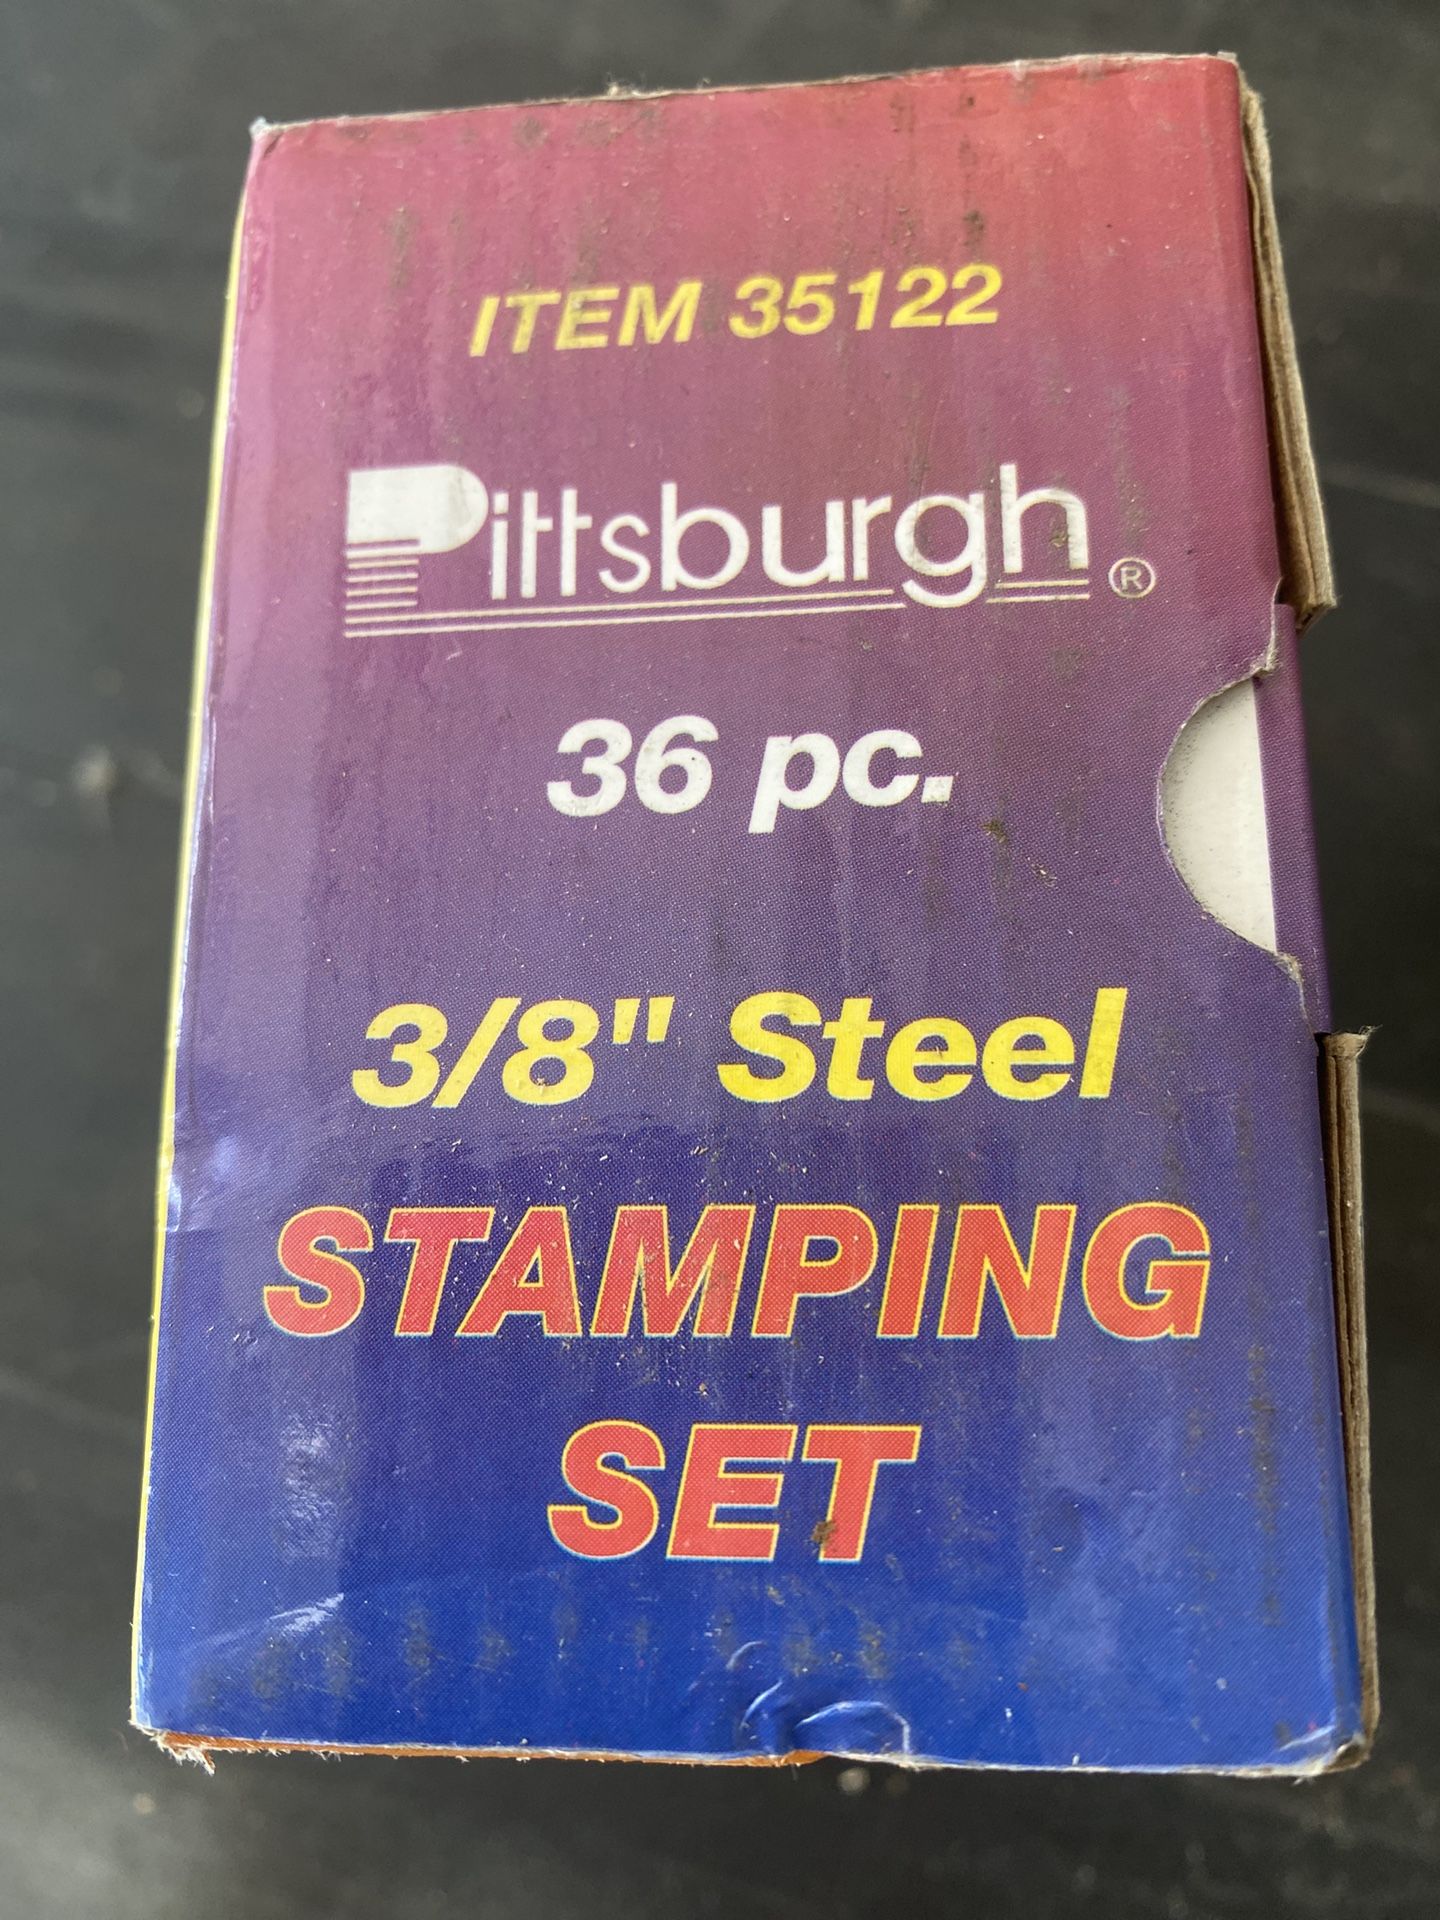 ITEM 35122
Pittsburgh ®
36 pc.
3/8" Steel
STAMPING
SET